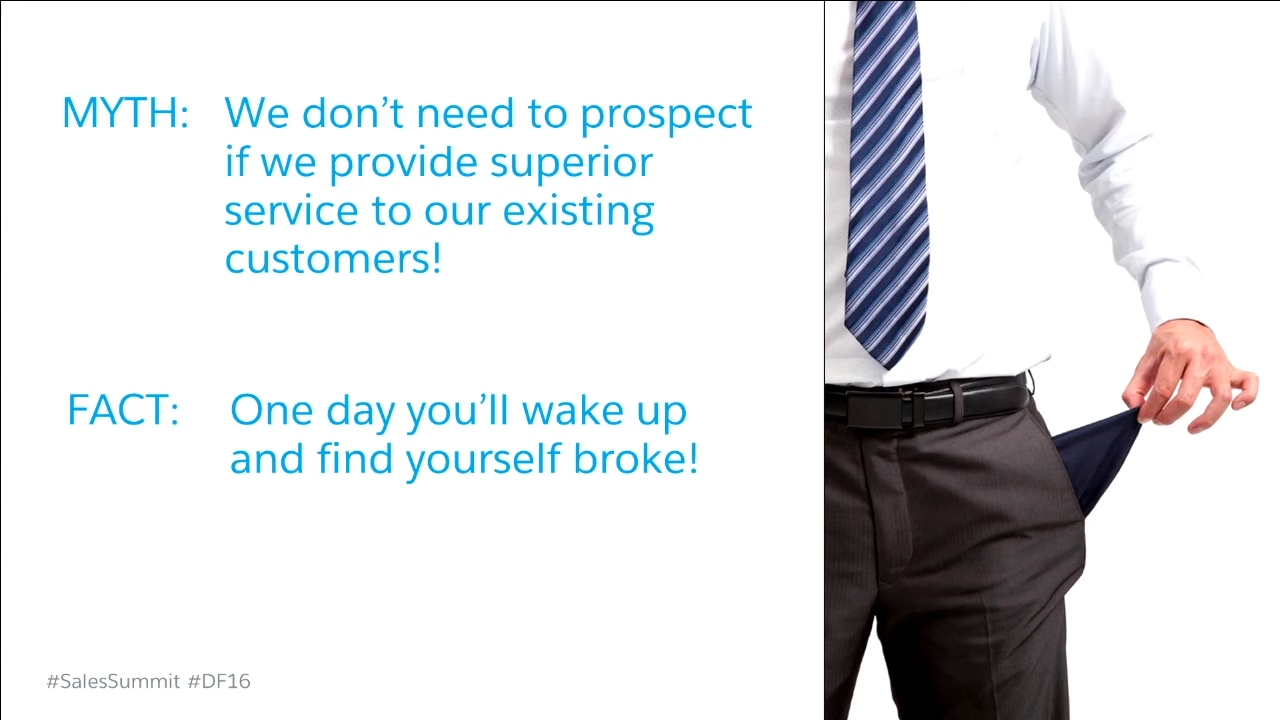 MYTH: We don’t need to prospect
if we provide superior
service to our existing
customers!
FACT: One day you’ll wake up
and find yourself broke!
#SalesSummit #DF16